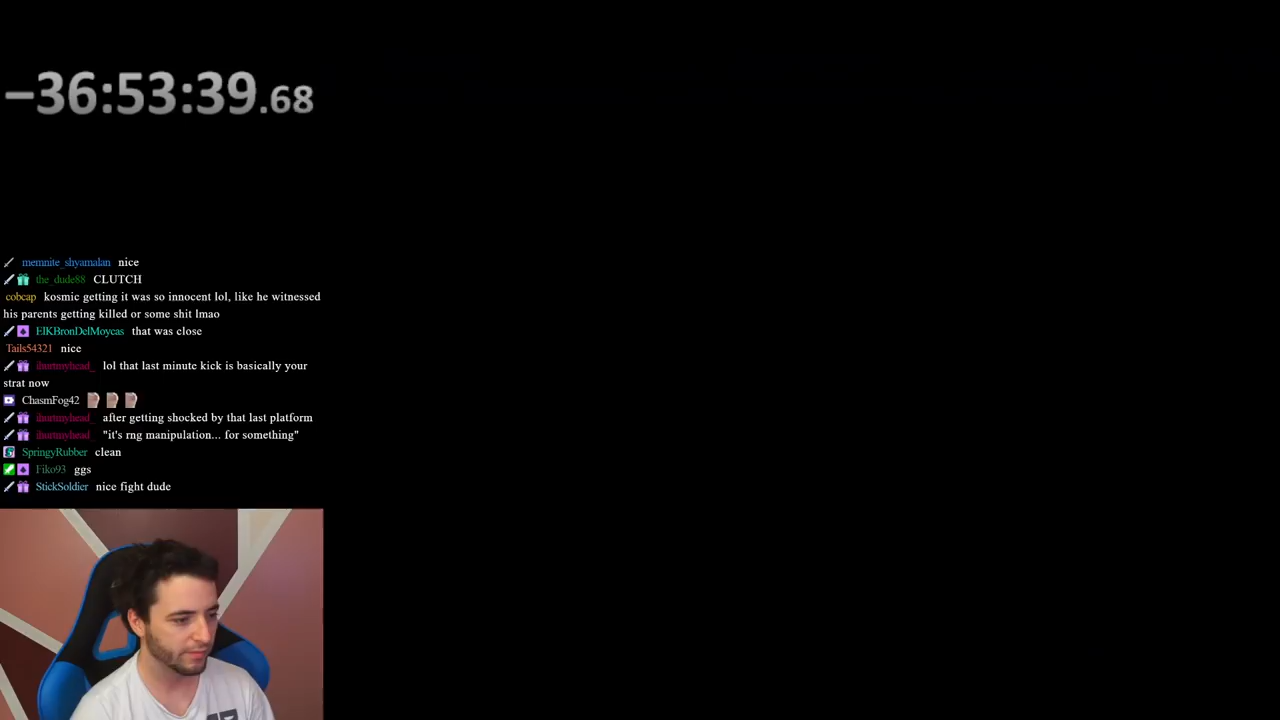 −36:53:39.68
memnite_shyamalan nice
the_dude88 CLUTCH
cobcap kosmic getting it was so innocent lol, like he witnessed
his parents getting killed or some shit lmao
ElKBronDelMoycas that was close
Tails54321 nice
ihurtmyhead_ lol that last minute kick is basically your
strat now
ChasmFog42
ihurtmyhead_ after getting shocked by that last platform
ihurtmyhead_ "it's rng manipulation... for something"
SpringyRubber clean
Fiko93 ggs
StickSoldier nice fight dude